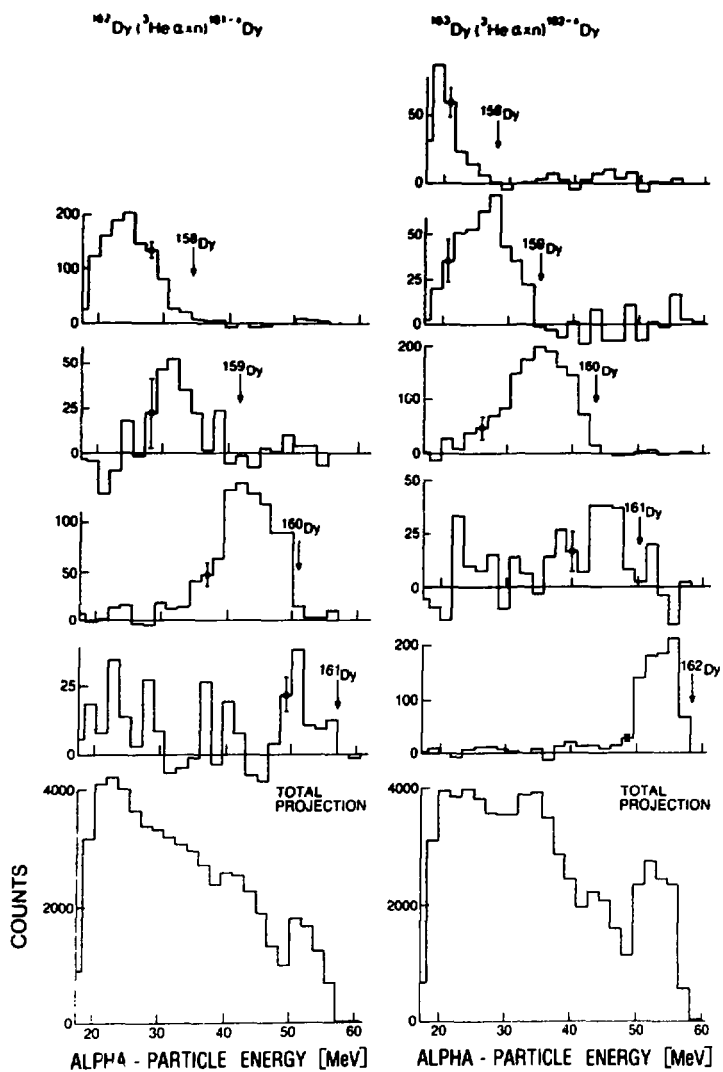 ¹⁶²Dy(³He αxn)¹⁶¹⁻ˣDy
¹⁶³Dy(³He αxn)¹⁶²⁻ˣDy
50
0
¹⁵⁸Dy
200
100
0
¹⁵⁸Dy
50
25
0
¹⁵⁹Dy
50
25
0
¹⁵⁹Dy
200
100
0
¹⁶⁰Dy
100
50
0
¹⁶⁰Dy
50
25
0
¹⁶¹Dy
25
0
¹⁶¹Dy
200
100
0
¹⁶²Dy
4000
2000
0
TOTAL
PROJECTION
4000
2000
0
TOTAL
PROJECTION
COUNTS
20 30 40 50 60
20 30 40 50 60
ALPHA - PARTICLE ENERGY [MeV]
ALPHA - PARTICLE ENERGY [MeV]